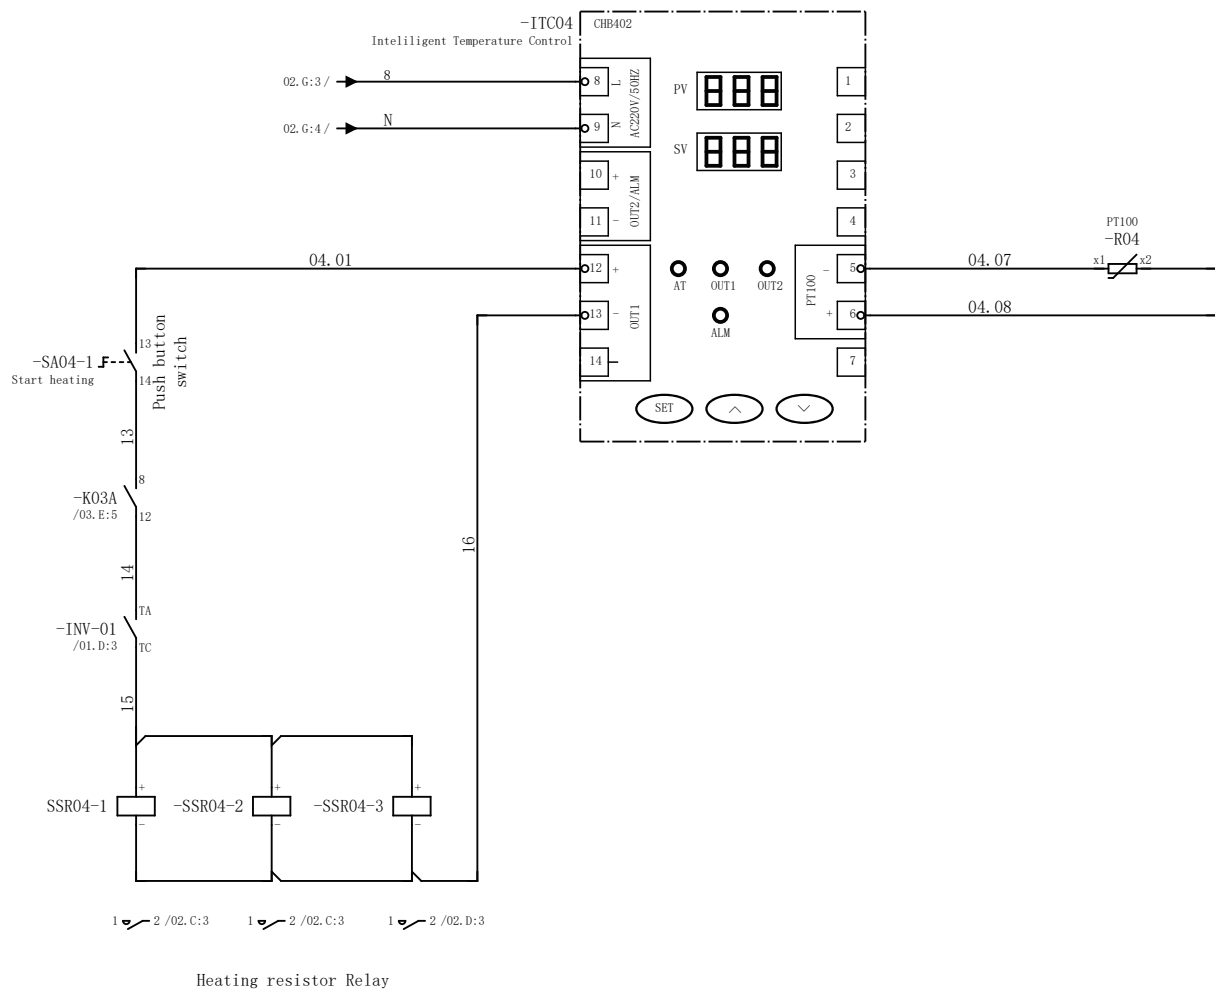 -ITC04
CHB402
Inteliligent Temperature Control
02.G:3/
8
8
L
AC220V/50HZ
PV
888
1
02.G:4/
N
9
N
SV
888
2
10
+
OUT2/ALM
3
11
-
4
PT100
-R04
04.01
12
+
OUT1
AT
OUT1
OUT2
PT100
-
5
04.07
x1
x2
13
-
ALM
+
6
04.08
14
7
SET
-SA04-1
Start heating
13
14
Push button
switch
13
-K03A
/03.E:5
8
12
14
16
-INV-01
/01.D:3
TA
TC
15
SSR04-1
+
-
-SSR04-2
+
-
-SSR04-3
+
-
1 2 /02.C:3
1 2 /02.C:3
1 2 /02.D:3
Heating resistor Relay